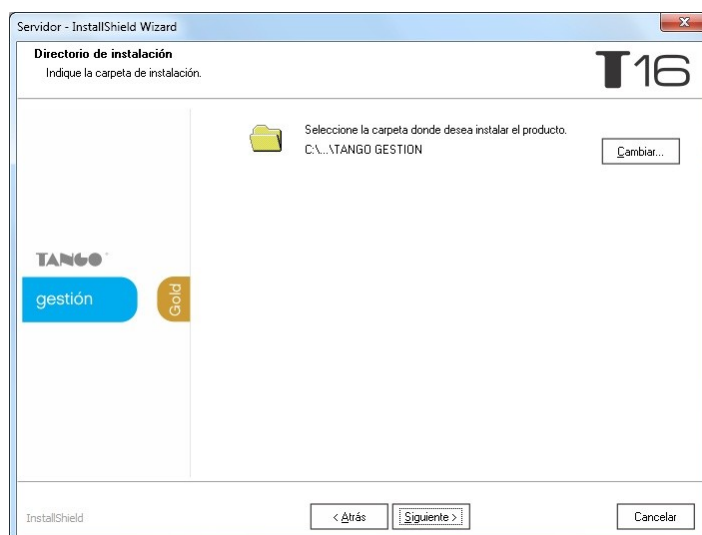 Servidor - InstallShield Wizard
Directorio de instalación
Indique la carpeta de instalación.
T16
Seleccione la carpeta donde desea instalar el producto.
C:\...\TANGO GESTION
Cambiar...
TANGO
gestión
Gold
InstallShield
< Atrás
Siguiente >
Cancelar